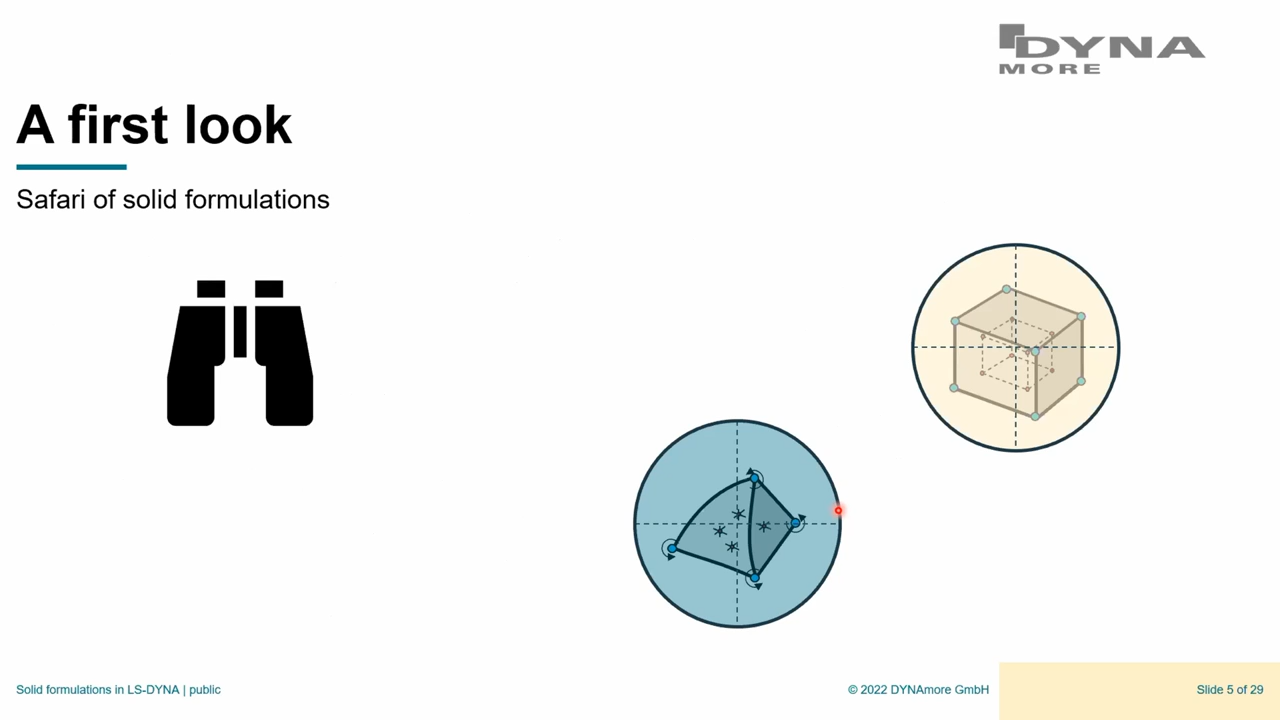 DYNA
MORE
A first look
Safari of solid formulations
Solid formulations in LS-DYNA | public
© 2022 DYNAmore GmbH
Slide 5 of 29